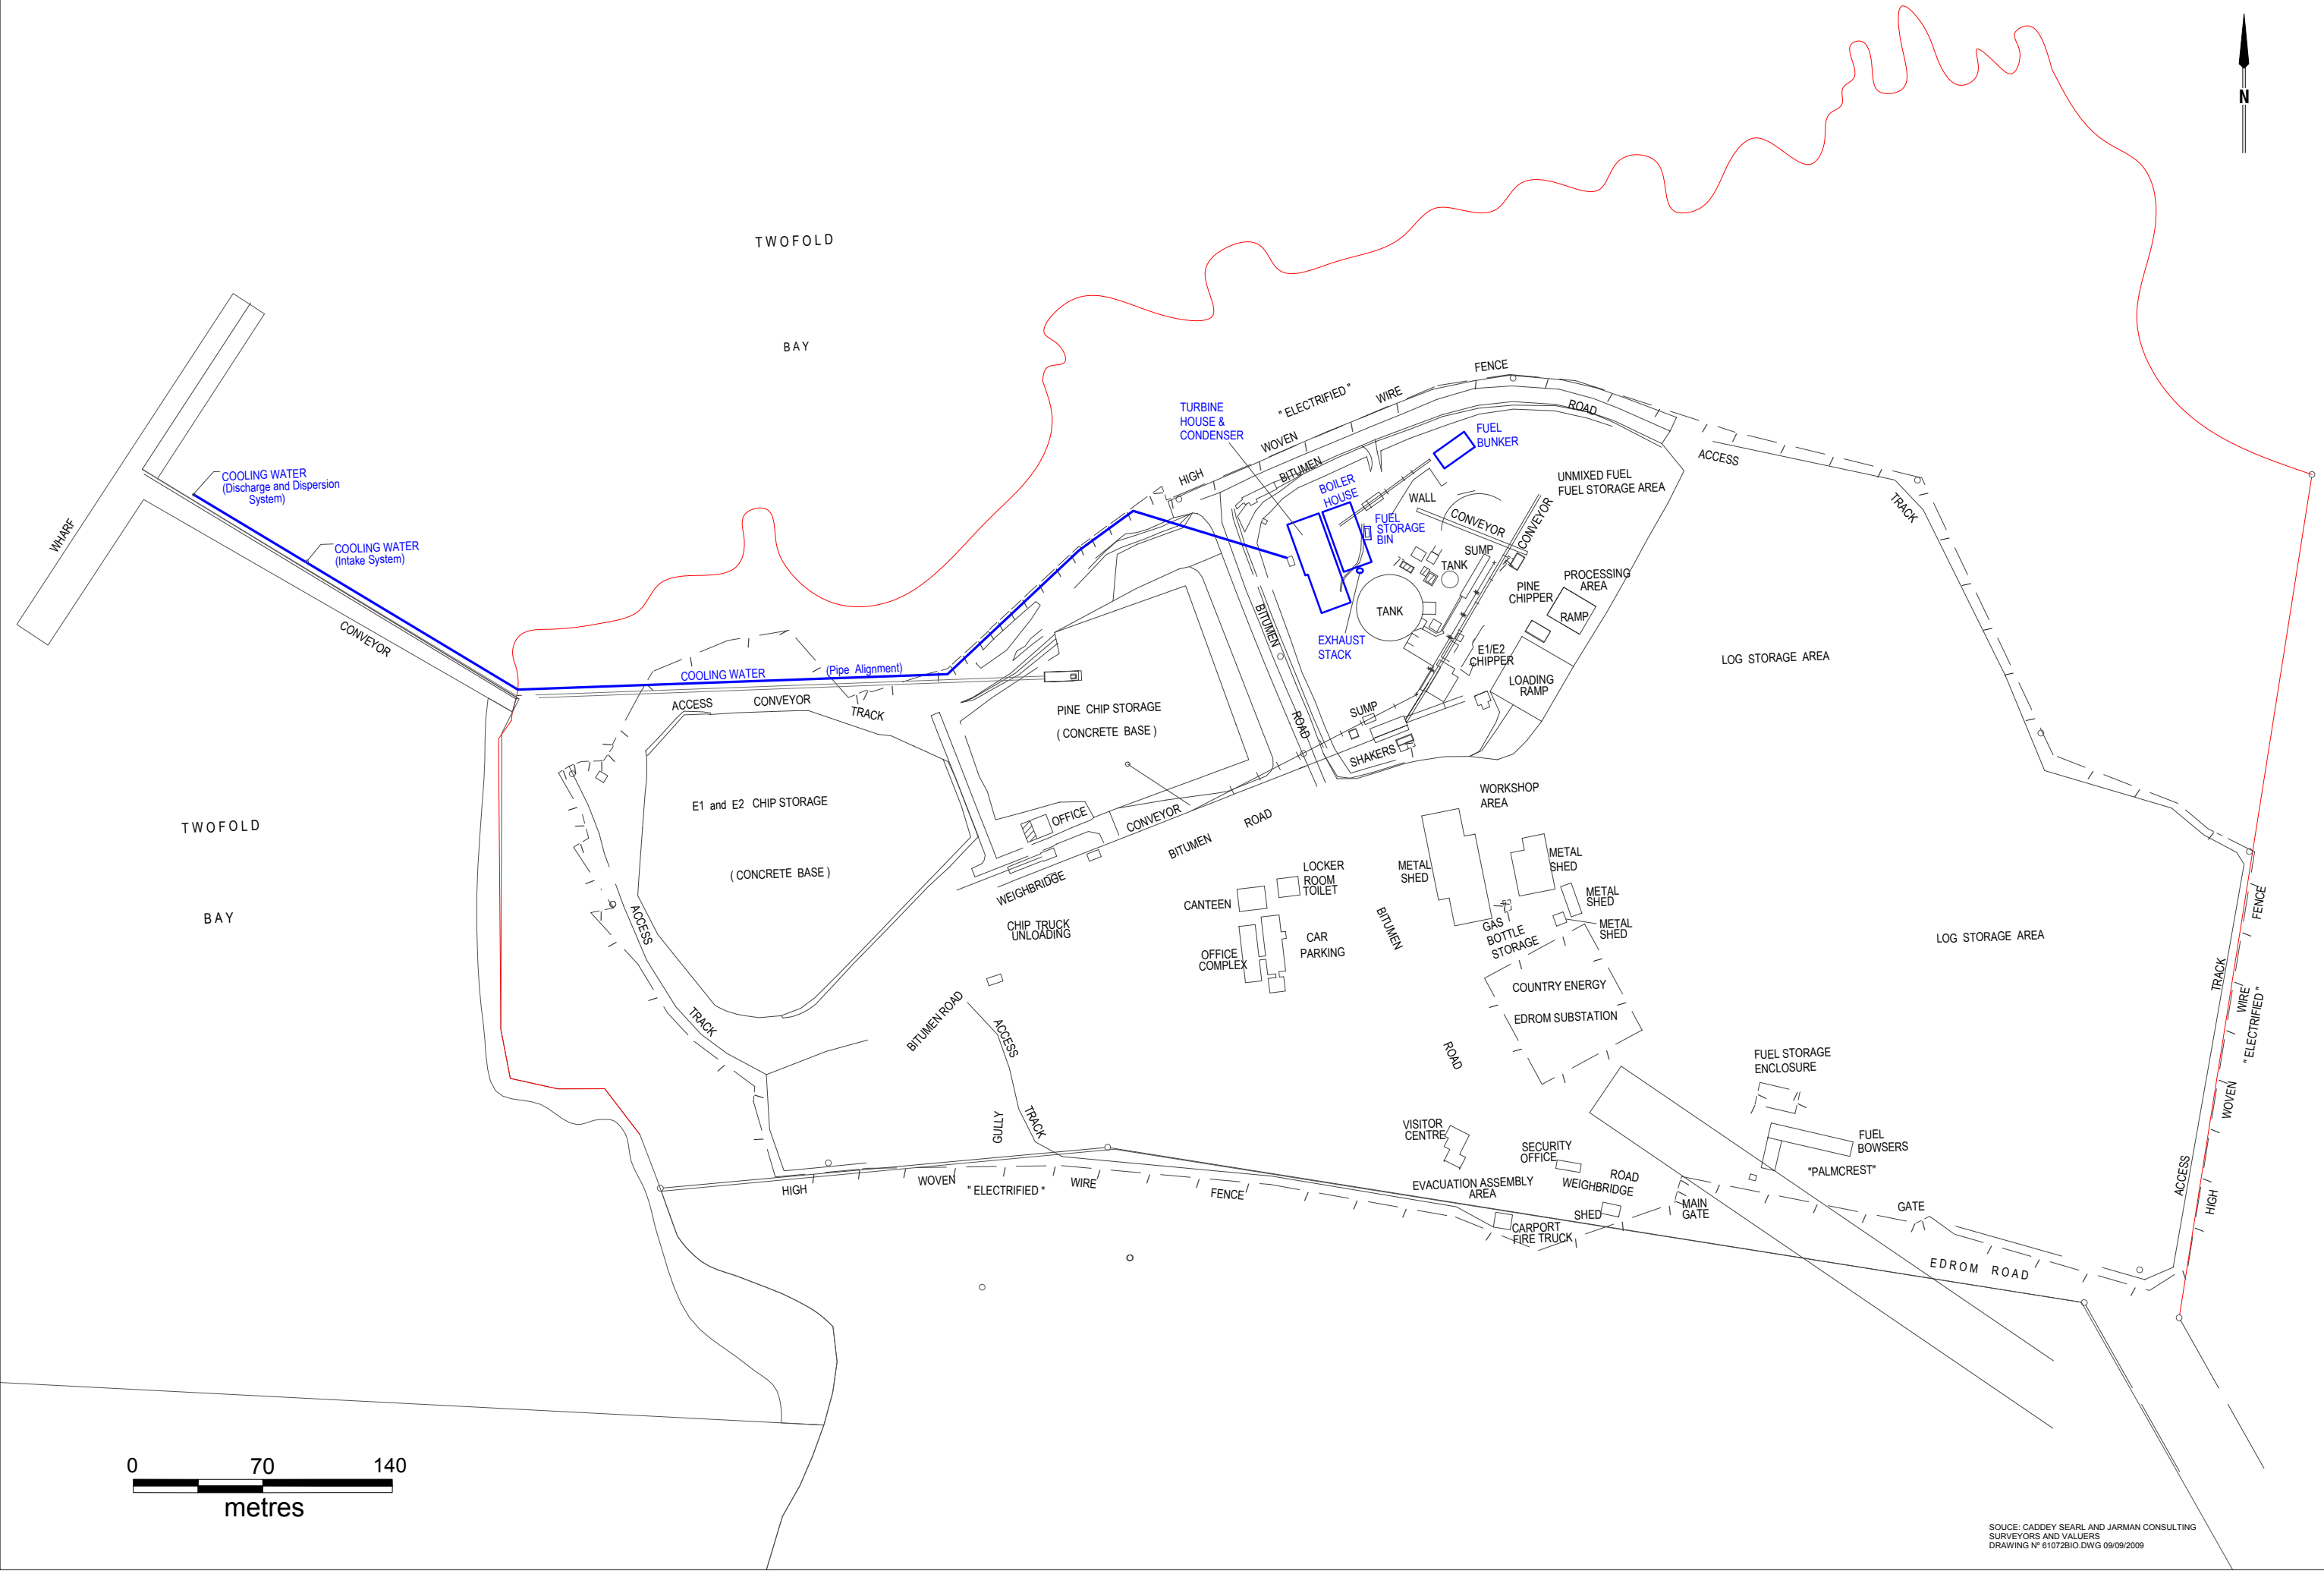 N
TWOFOLD
BAY
WHARF
COOLING WATER
(Discharge and Dispersion
System)
COOLING WATER
(Intake System)
CONVEYOR
TURBINE
HOUSE &
CONDENSER
HIGH
WOVEN
" ELECTRIFIED "
WIRE
FENCE
ROAD
BITUMEN
FUEL
BUNKER
BOILER
HOUSE
FUEL
STORAGE
BIN
WALL
CONVEYOR
CONVEYOR
UNMIXED FUEL
FUEL STORAGE AREA
ACCESS
TRACK
SUMP
TANK
TANK
PINE
CHIPPER
PROCESSING
AREA
RAMP
E1/E2
CHIPPER
LOADING
RAMP
EXHAUST
STACK
BITUMEN
ROAD
SUMP
SHAKERS
LOG STORAGE AREA
COOLING WATER
(Pipe Alignment)
ACCESS
CONVEYOR
TRACK
PINE CHIP STORAGE
( CONCRETE BASE )
E1 and E2 CHIP STORAGE
( CONCRETE BASE )
TWOFOLD
BAY
OFFICE
CONVEYOR
BITUMEN
ROAD
WEIGHBRIDGE
CHIP TRUCK
UNLOADING
WORKSHOP
AREA
LOCKER
ROOM
TOILET
CANTEEN
OFFICE
COMPLEX
CAR
PARKING
BITUMEN
ROAD
METAL
SHED
METAL
SHED
METAL
SHED
METAL
SHED
GAS
BOTTLE
STORAGE
COUNTRY ENERGY
EDROM SUBSTATION
LOG STORAGE AREA
ACCESS
TRACK
BITUMEN ROAD
ACCESS
TRACK
GULLY
FUEL STORAGE
ENCLOSURE
FUEL
BOWSERS
"PALMCREST"
VISITOR
CENTRE
SECURITY
OFFICE
ROAD
WEIGHBRIDGE
EVACUATION ASSEMBLY
AREA
SHED
MAIN
GATE
CARPORT
FIRE TRUCK
GATE
EDROM ROAD
HIGH
WOVEN
" ELECTRIFIED "
WIRE
FENCE
ACCESS
TRACK
HIGH
WOVEN
" ELECTRIFIED "
WIRE
FENCE
0 70 140
metres
SOUCE: CADDEY SEARL AND JARMAN CONSULTING
SURVEYORS AND VALUERS
DRAWING Nº 61072BIO.DWG 09/09/2009